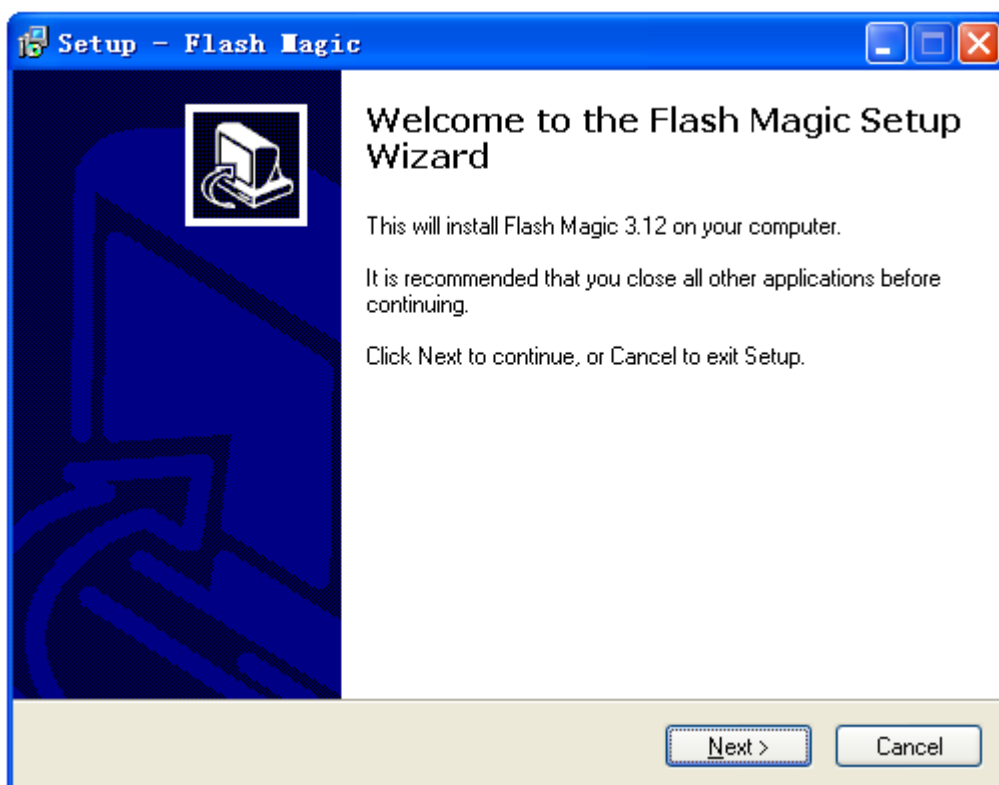 Setup - Flash Magic
Welcome to the Flash Magic Setup
Wizard
This will install Flash Magic 3.12 on your computer.
It is recommended that you close all other applications before
continuing.
Click Next to continue, or Cancel to exit Setup.
Next >
Cancel